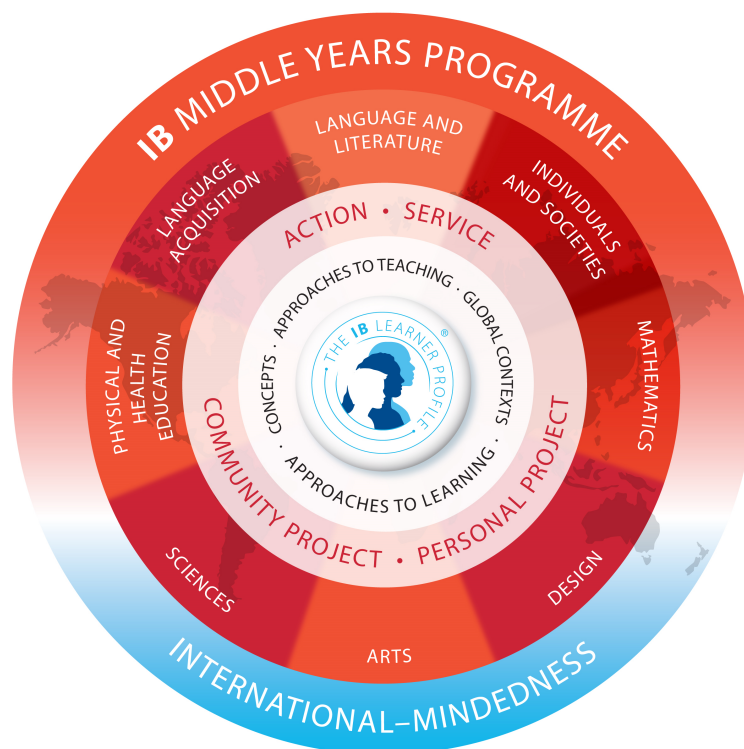 IB MIDDLE YEARS PROGRAMME
LANGUAGE AND
LITERATURE
INDIVIDUALS
AND SOCIETIES
MATHEMATICS
DESIGN
ARTS
SCIENCES
PHYSICAL AND
HEALTH
EDUCATION
LANGUAGE
ACQUISITION
ACTION • SERVICE
COMMUNITY PROJECT • PERSONAL PROJECT
APPROACHES TO TEACHING · GLOBAL CONTEXTS ·
APPROACHES TO LEARNING ·
CONCEPTS ·
• THE IB LEARNER PROFILE • ®
INTERNATIONAL–MINDEDNESS